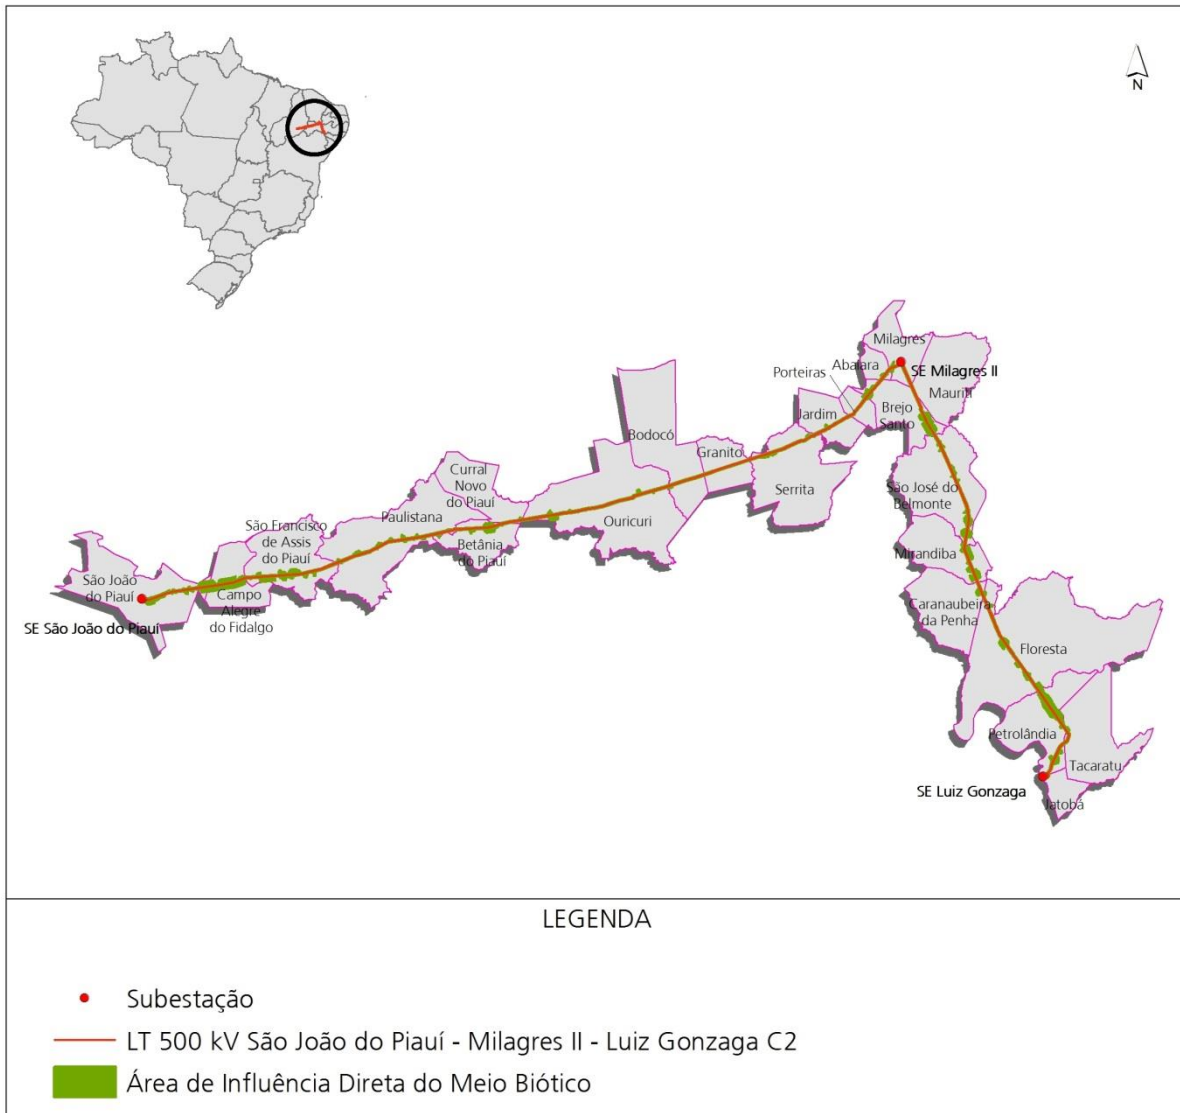 N
Milagres
Abaiara
SE Milagres II
Porteiras
Mauriti
Brejo
Santo
Jardim
Bodocó
Granito
Serrita
Curral
Novo
do Piauí
São José do
Belmonte
Ouricuri
Paulistana
São Francisco
de Assis
do Piauí
Betânia
do Piauí
Mirandiba
São João
do Piauí
Campo
Alegre
do Fidalgo
SE São João do Piauí
Caranaubeira
da Penha
Floresta
Petrolândia
Tacaratu
SE Luiz Gonzaga
Jatobá
LEGENDA
Subestação
LT 500 kV São João do Piauí - Milagres II - Luiz Gonzaga C2
Área de Influência Direta do Meio Biótico